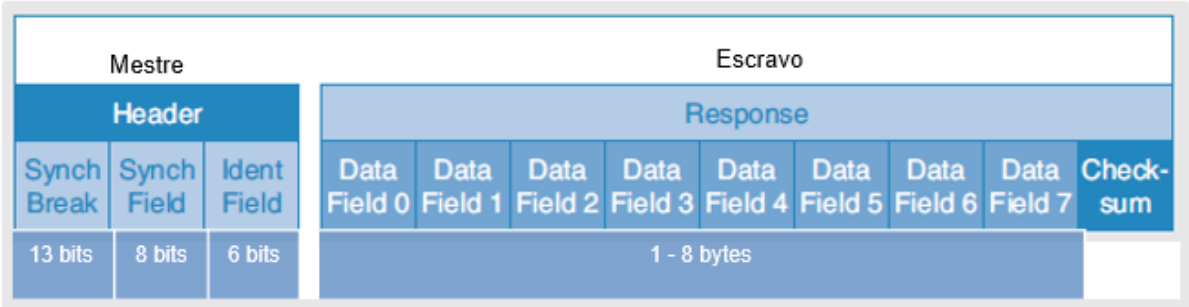 Mestre
Escravo
Header
Response
Synch Break
Synch Field
Ident Field
Data Field 0
Data Field 1
Data Field 2
Data Field 3
Data Field 4
Data Field 5
Data Field 6
Data Field 7
Check-
sum
13 bits
8 bits
6 bits
1 - 8 bytes